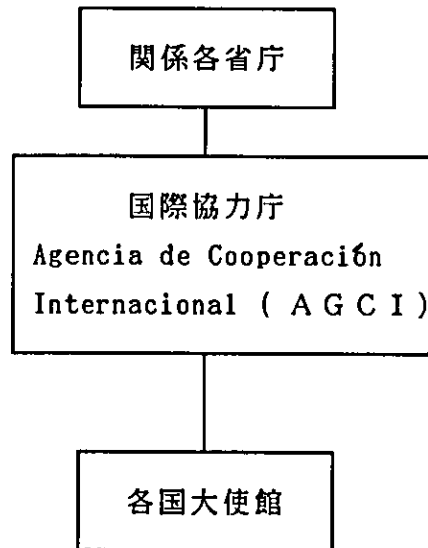 関係各省庁
国際協力庁
Agencia de Cooperación
Internacional ( ＡＧＣＩ )
各国大使館